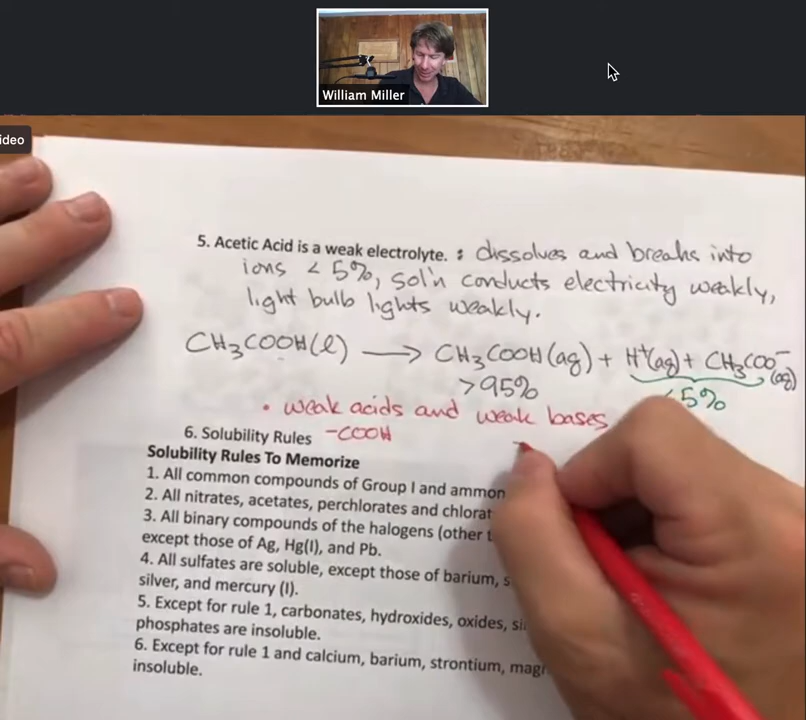 William Miller
ideo
5. Acetic Acid is a weak electrolyte. : dissolves and breaks into
ions < 5%, sol'n conducts electricity weakly,
light bulb lights weakly.
CH₃COOH(l) ⟶ CH₃COOH(aq) + H⁺(aq) + CH₃COO⁻(aq)
>95% <5%
• weak acids and weak bases
6. Solubility Rules -COOH
Solubility Rules To Memorize
1. All common compounds of Group I and ammon
2. All nitrates, acetates, perchlorates and chlorat
3. All binary compounds of the halogens (other t
except those of Ag, Hg(I), and Pb.
4. All sulfates are soluble, except those of barium, s
silver, and mercury (I).
5. Except for rule 1, carbonates, hydroxides, oxides,
phosphates are insoluble.
6. Except for rule 1 and calcium, barium, strontium, magn
insoluble.